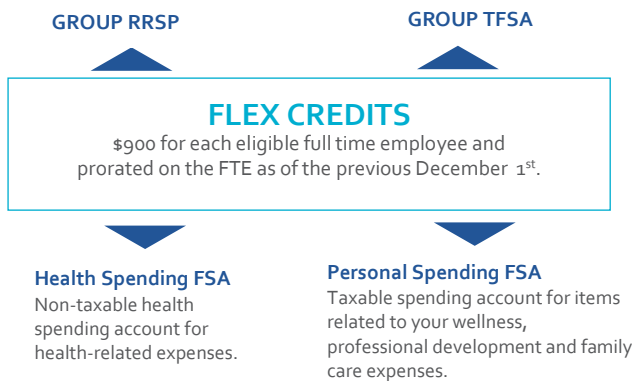 GROUP RRSP
GROUP TFSA
FLEX CREDITS
$900 for each eligible full time employee and
prorated on the FTE as of the previous December 1st.
Health Spending FSA
Non-taxable health
spending account for
health-related expenses.
Personal Spending FSA
Taxable spending account for items
related to your wellness,
professional development and family
care expenses.